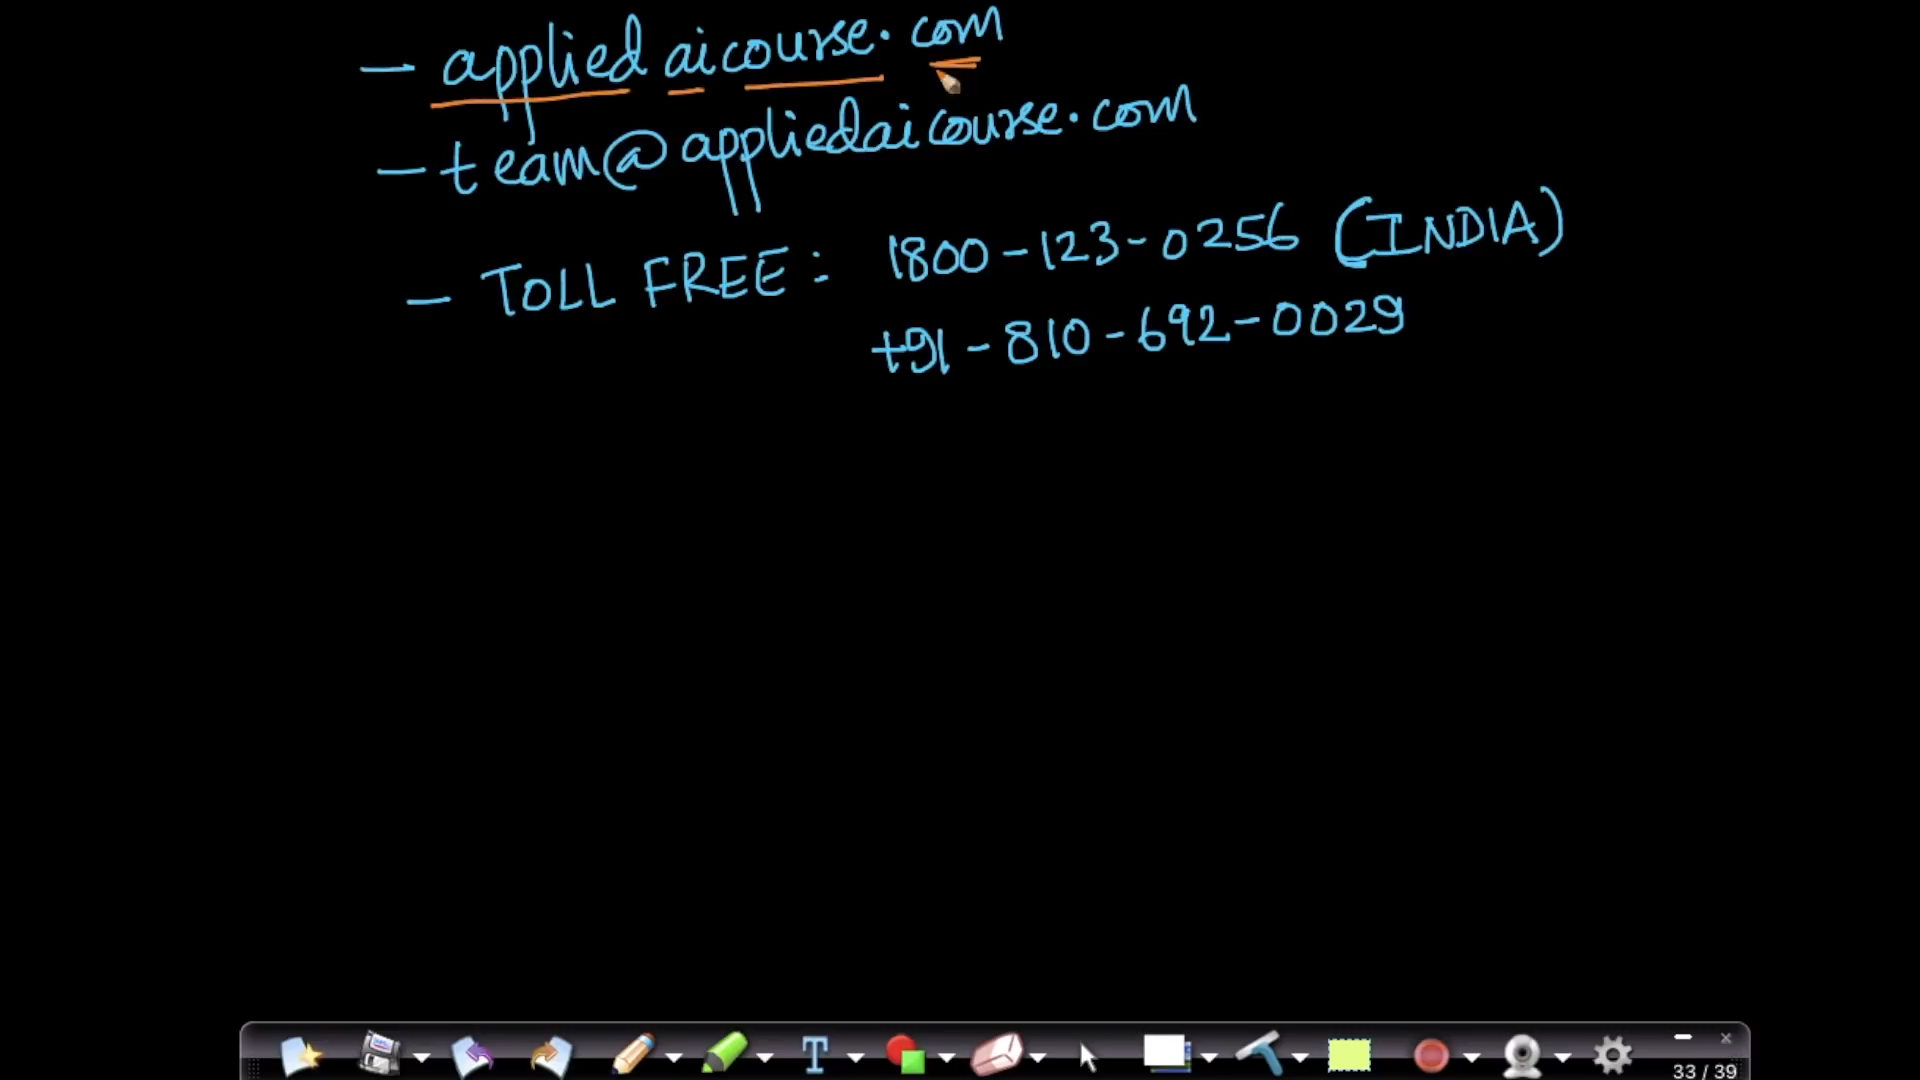 - appliedaicourse.com
- team@appliedaicourse.com
- TOLL FREE: 1800-123-0256 (INDIA)
+91-810-692-0029
T
33 / 39